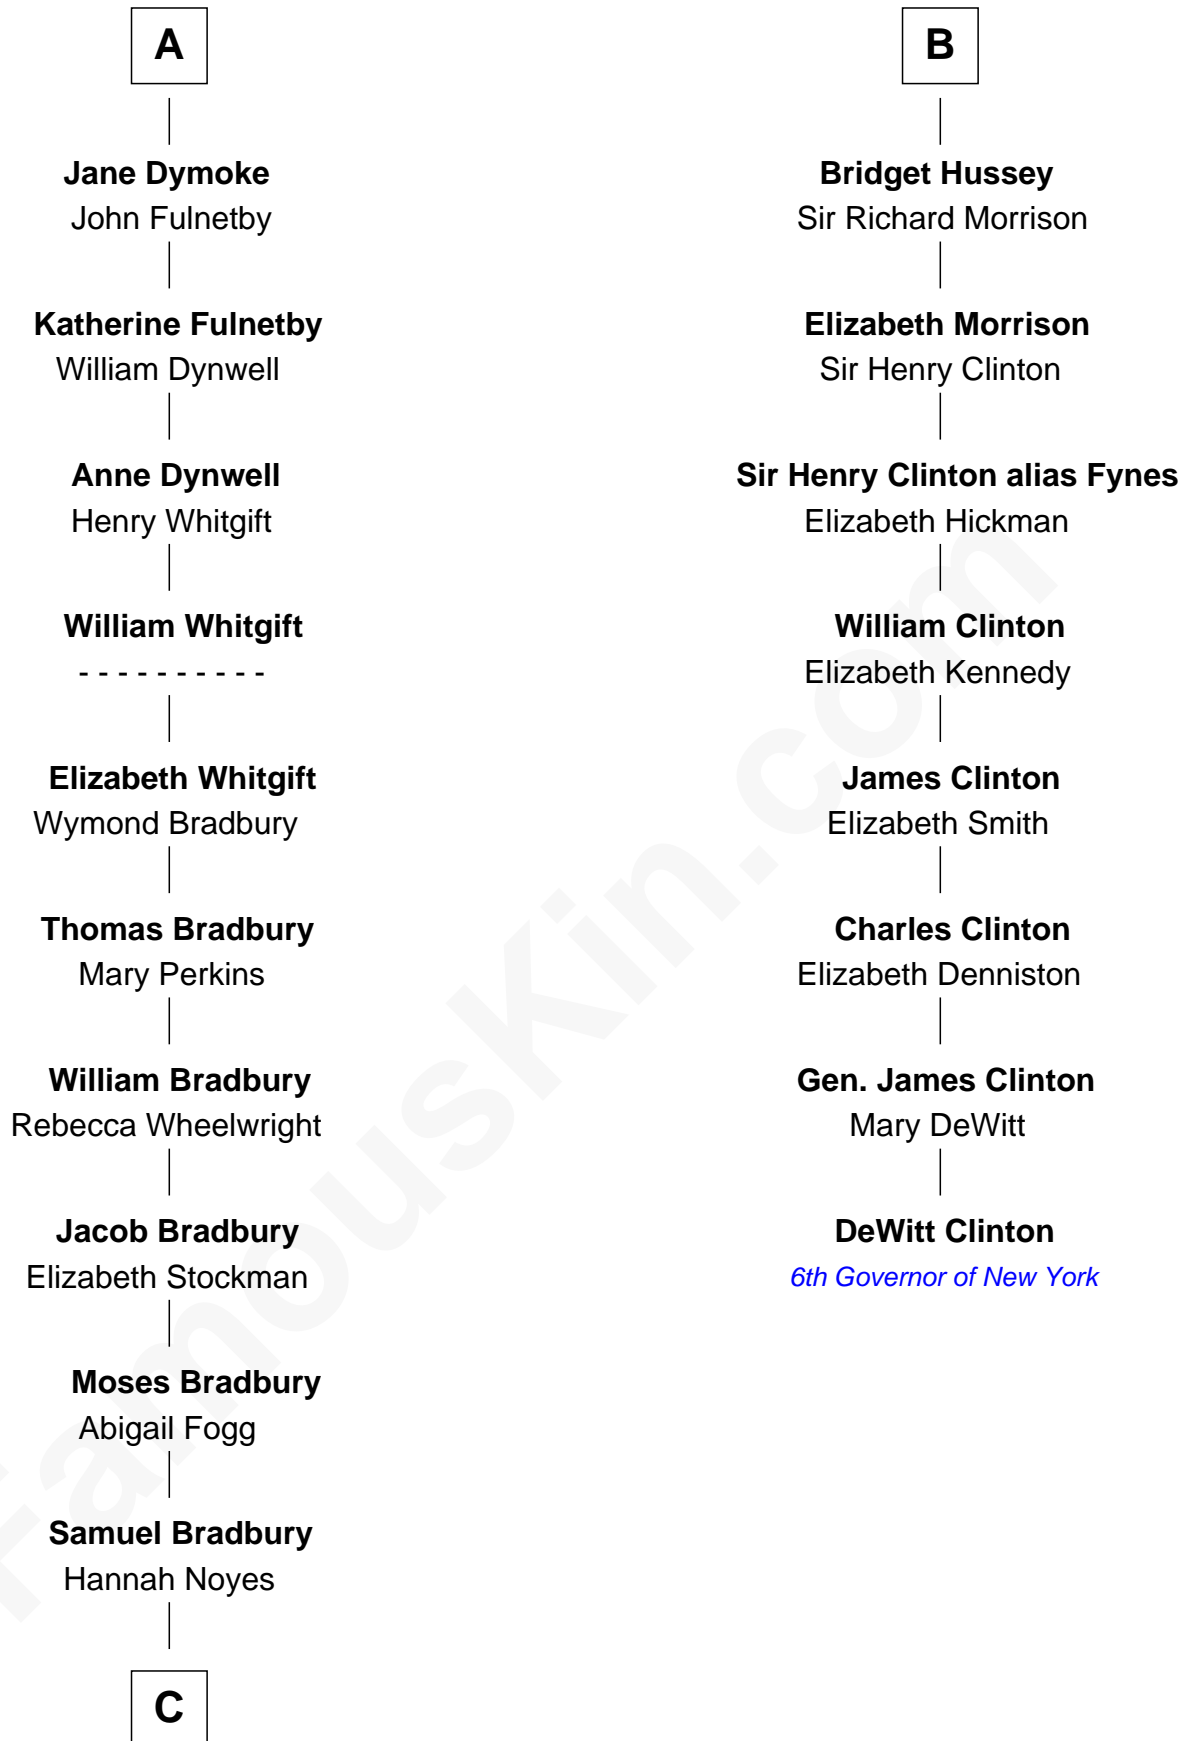 A
Jane Dymoke
John Fulnetby
Katherine Fulnetby
William Dynwell
Anne Dynwell
Henry Whitgift
William Whitgift
- - - - - - - - - -
Elizabeth Whitgift
Wymond Bradbury
Thomas Bradbury
Mary Perkins
William Bradbury
Rebecca Wheelwright
Jacob Bradbury
Elizabeth Stockman
Moses Bradbury
Abigail Fogg
Samuel Bradbury
Hannah Noyes
C
B
Bridget Hussey
Sir Richard Morrison
Elizabeth Morrison
Sir Henry Clinton
Sir Henry Clinton alias Fynes
Elizabeth Hickman
William Clinton
Elizabeth Kennedy
James Clinton
Elizabeth Smith
Charles Clinton
Elizabeth Denniston
Gen. James Clinton
Mary DeWitt
DeWitt Clinton
6th Governor of New York
FamousKin.com